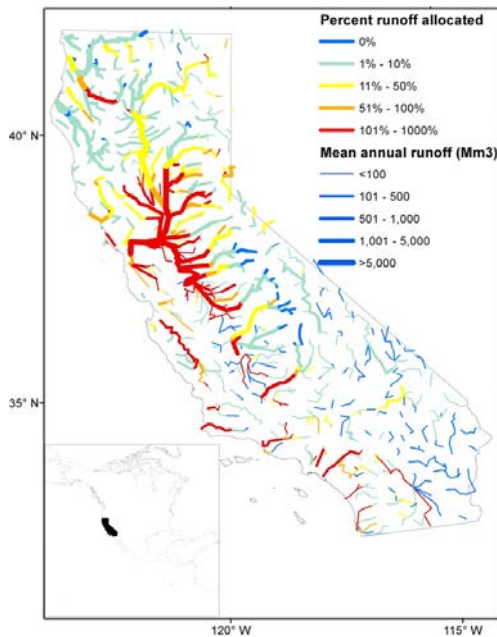 Percent runoff allocated
0%
1% - 10%
11% - 50%
51% - 100%
101% - 1000%
Mean annual runoff (Mm3)
<100
101 - 500
501 - 1,000
1,001 - 5,000
>5,000
40° N
35° N
120° W
115° W